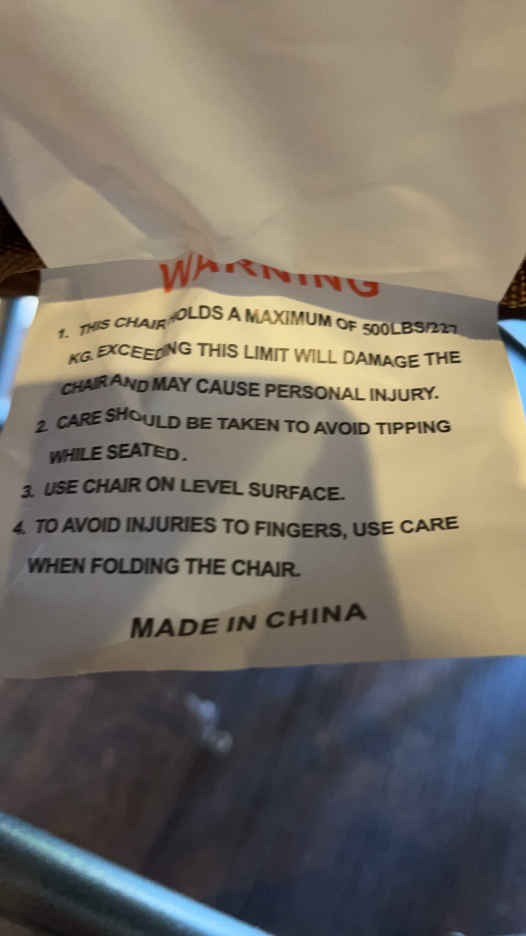 WARNING
1. THIS CHAIR HOLDS A MAXIMUM OF 500LBS/227
KG. EXCEEDING THIS LIMIT WILL DAMAGE THE
CHAIR AND MAY CAUSE PERSONAL INJURY.
2. CARE SHOULD BE TAKEN TO AVOID TIPPING
WHILE SEATED.
3. USE CHAIR ON LEVEL SURFACE.
4. TO AVOID INJURIES TO FINGERS, USE CARE
WHEN FOLDING THE CHAIR.
MADE IN CHINA